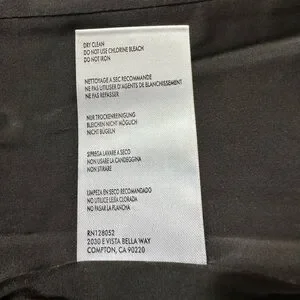 DRY CLEAN
DO NOT USE CHLORINE BLEACH
DO NOT IRON
NETTOYAGE A SEC RECOMMANDE
NE PAS UTILISER D'AGENTS DE BLANCHISSEMENT
NE PAS REPASSER
NUR TROCKENREINIGUNG
BLEICHEN NICHT MÖGLICH
NICHT BÜGELN
SIPREGA LAVARE A SECO
NON USARE LA CANDEGGINA
NON STIRARE
LIMPIEZA EN SECO RECOMENDADO
NO UTILICE LEJÍA CLORADA
NO PASAR LA PLANCHA
RN128052
2030 E VISTA BELLA WAY
COMPTON, CA 90220